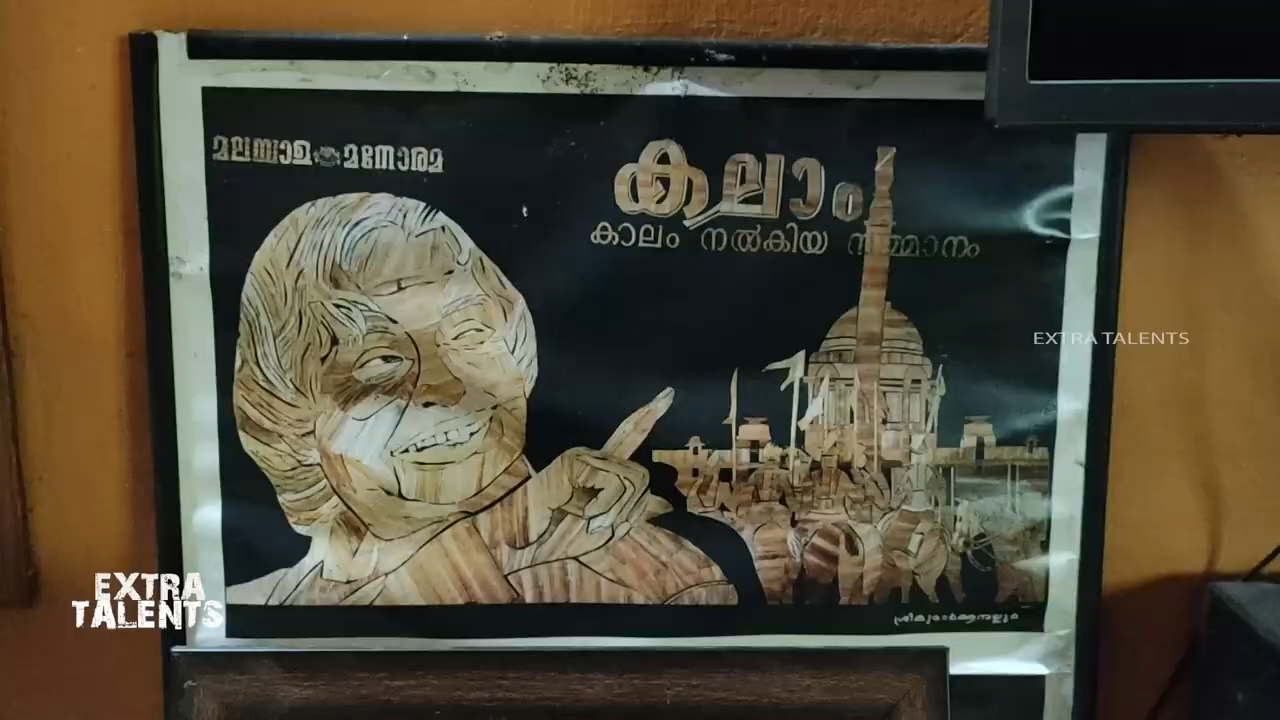 മലയാള മനോരമ
കലാം
കാലം നൽകിയ സമ്മാനം
EXTRA TALENTS
EXTRA
TALENTS